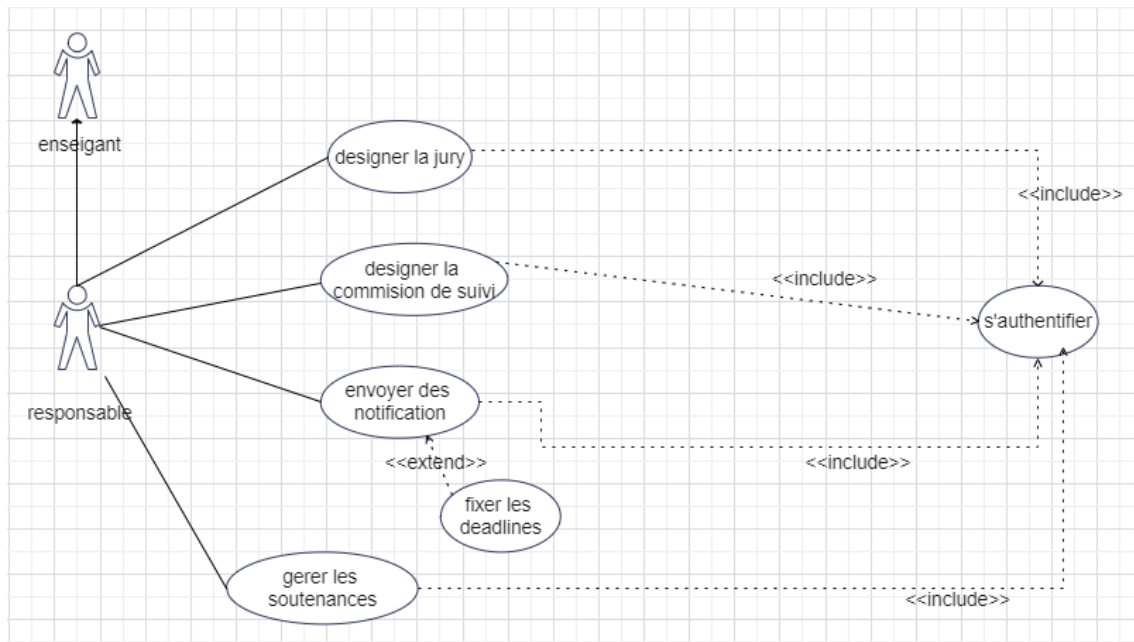 enseigant
designer la jury
<<include>>
designer la
commision de suivi
<<include>>
s'authentifier
envoyer des
notification
responsable
<<extend>>
<<include>>
fixer les
deadlines
gerer les
soutenances
<<include>>